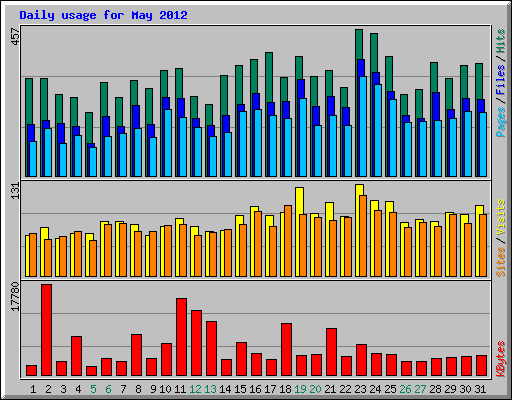 Daily usage for May 2012
457
Pages / Files / Hits
131
Sites / Visits
17780
KBytes
1 2 3 4 5 6 7 8 9 10 11 12 13 14 15 16 17 18 19 20 21 22 23 24 25 26 27 28 29 30 31